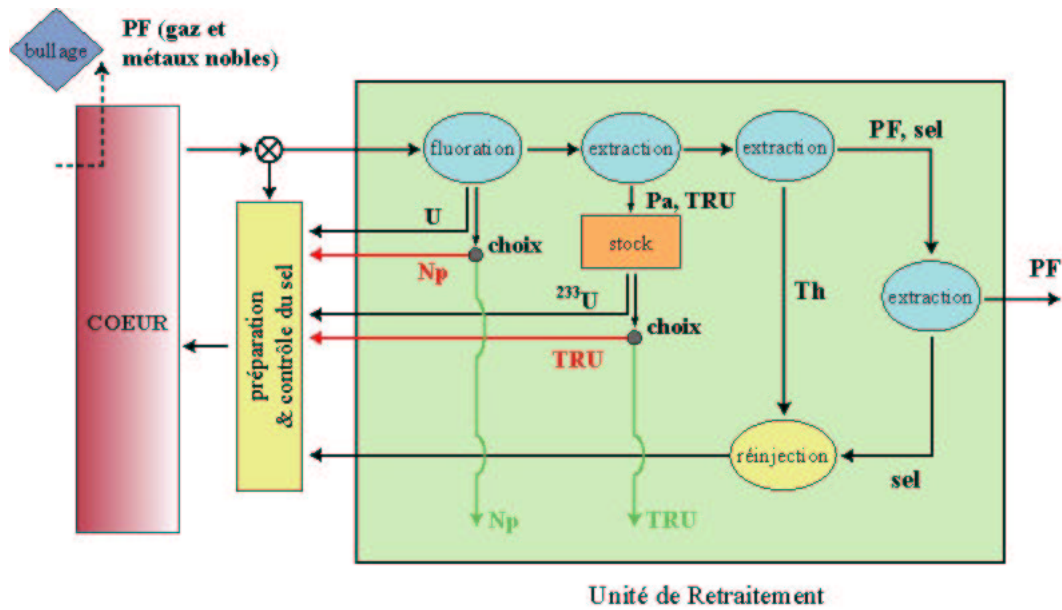 bullage
PF (gaz et
métaux nobles)
COEUR
préparation
& contrôle du sel
fluoration
extraction
extraction
PF, sel
U
choix
Np
Pa, TRU
stock
²³³U
choix
TRU
Th
extraction
PF
réinjection
sel
Np
TRU
Unité de Retraitement